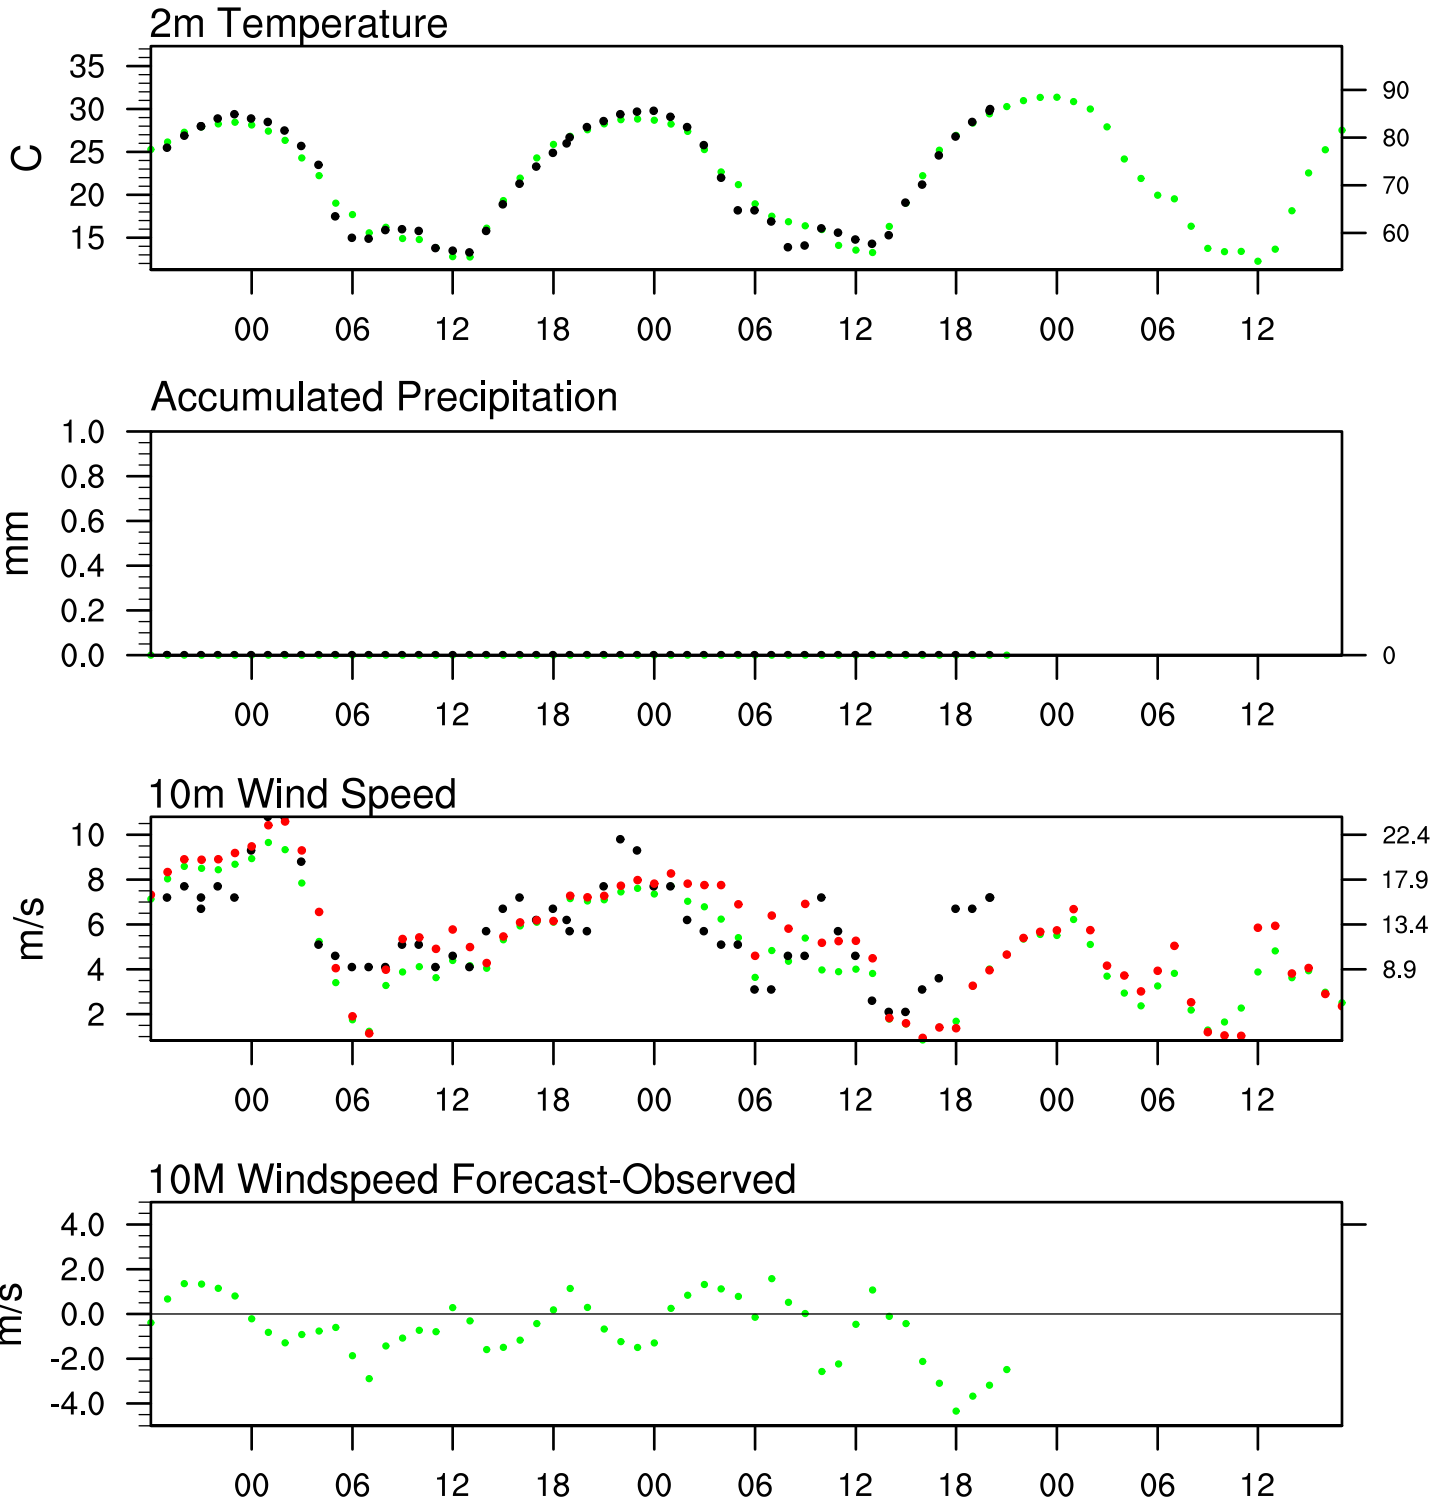 2m Temperature
C
35
30
25
20
15
90
80
70
60
00 06 12 18 00 06 12 18 00 06 12
Accumulated Precipitation
mm
1.0
0.8
0.6
0.4
0.2
0.0
0
00 06 12 18 00 06 12 18 00 06 12
10m Wind Speed
m/s
10
8
6
4
2
22.4
17.9
13.4
8.9
00 06 12 18 00 06 12 18 00 06 12
10M Windspeed Forecast-Observed
m/s
4.0
2.0
0.0
-2.0
-4.0
00 06 12 18 00 06 12 18 00 06 12